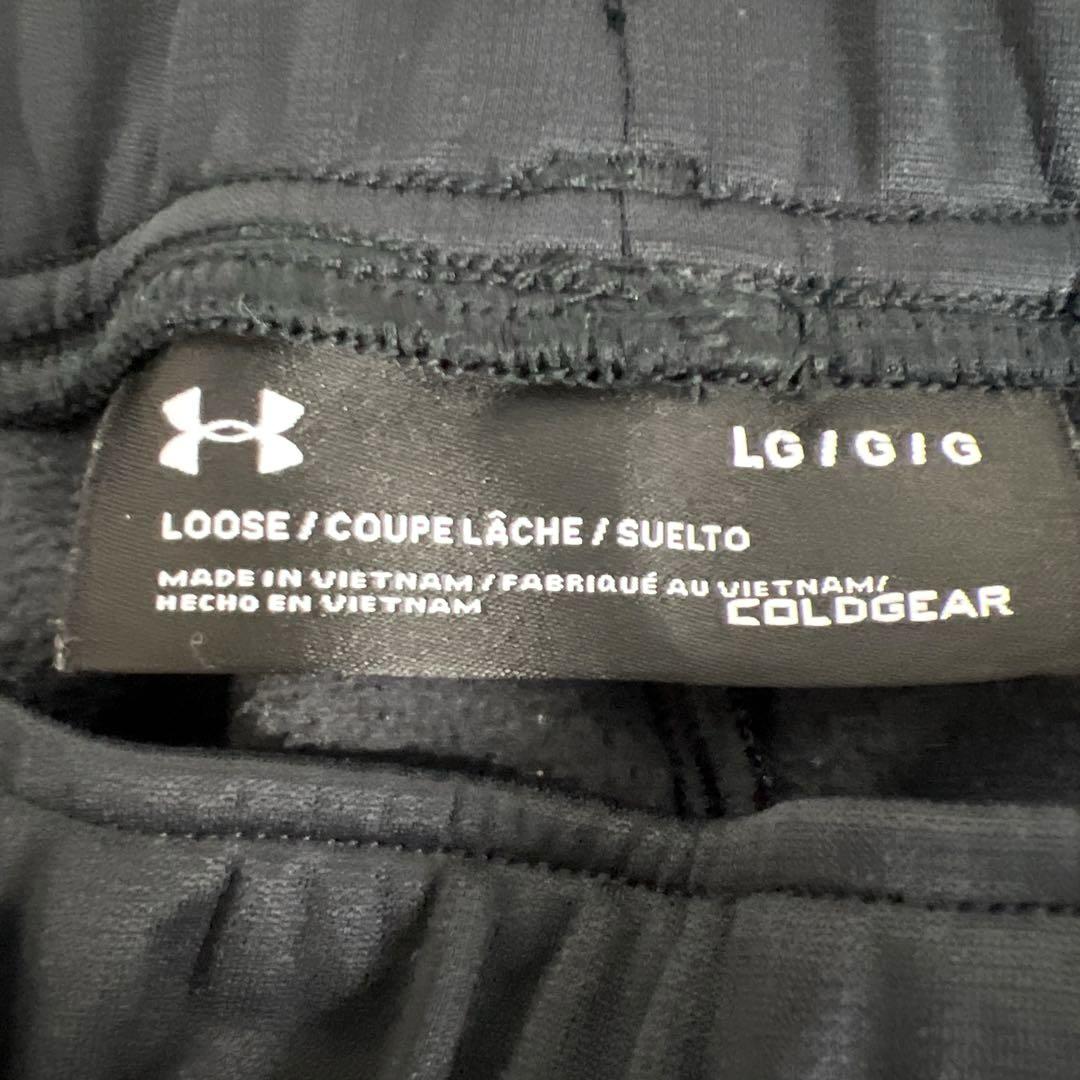 LG / G / G
LOOSE / COUPE LÂCHE / SUELTO
MADE IN VIETNAM / FABRIQUÉ AU VIETNAM/
HECHO EN VIETNAM
COLDGEAR